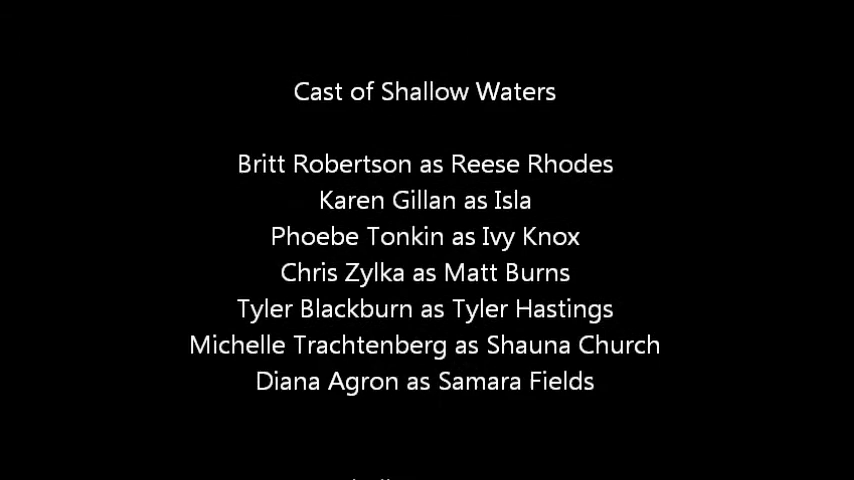 Cast of Shallow Waters
Britt Robertson as Reese Rhodes
Karen Gillan as Isla
Phoebe Tonkin as Ivy Knox
Chris Zylka as Matt Burns
Tyler Blackburn as Tyler Hastings
Michelle Trachtenberg as Shauna Church
Diana Agron as Samara Fields